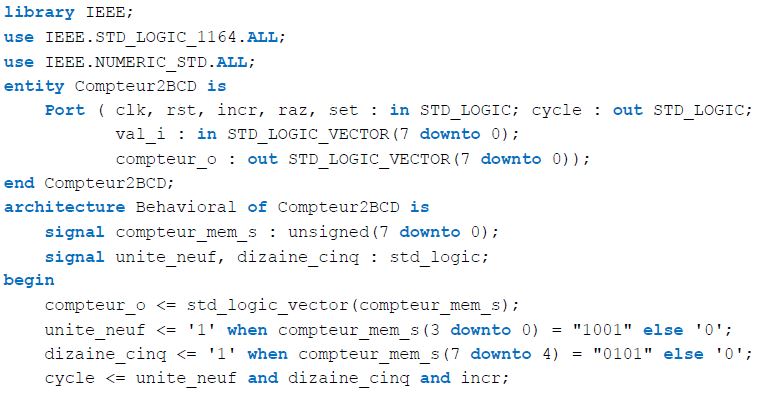 library IEEE;
use IEEE.STD_LOGIC_1164.ALL;
use IEEE.NUMERIC_STD.ALL;
entity Compteur2BCD is
    Port ( clk, rst, incr, raz, set : in STD_LOGIC; cycle : out STD_LOGIC;
           val_i : in STD_LOGIC_VECTOR(7 downto 0);
           compteur_o : out STD_LOGIC_VECTOR(7 downto 0));
end Compteur2BCD;
architecture Behavioral of Compteur2BCD is
    signal compteur_mem_s : unsigned(7 downto 0);
    signal unite_neuf, dizaine_cinq : std_logic;
begin
    compteur_o <= std_logic_vector(compteur_mem_s);
    unite_neuf <= '1' when compteur_mem_s(3 downto 0) = "1001" else '0';
    dizaine_cinq <= '1' when compteur_mem_s(7 downto 4) = "0101" else '0';
    cycle <= unite_neuf and dizaine_cinq and incr;